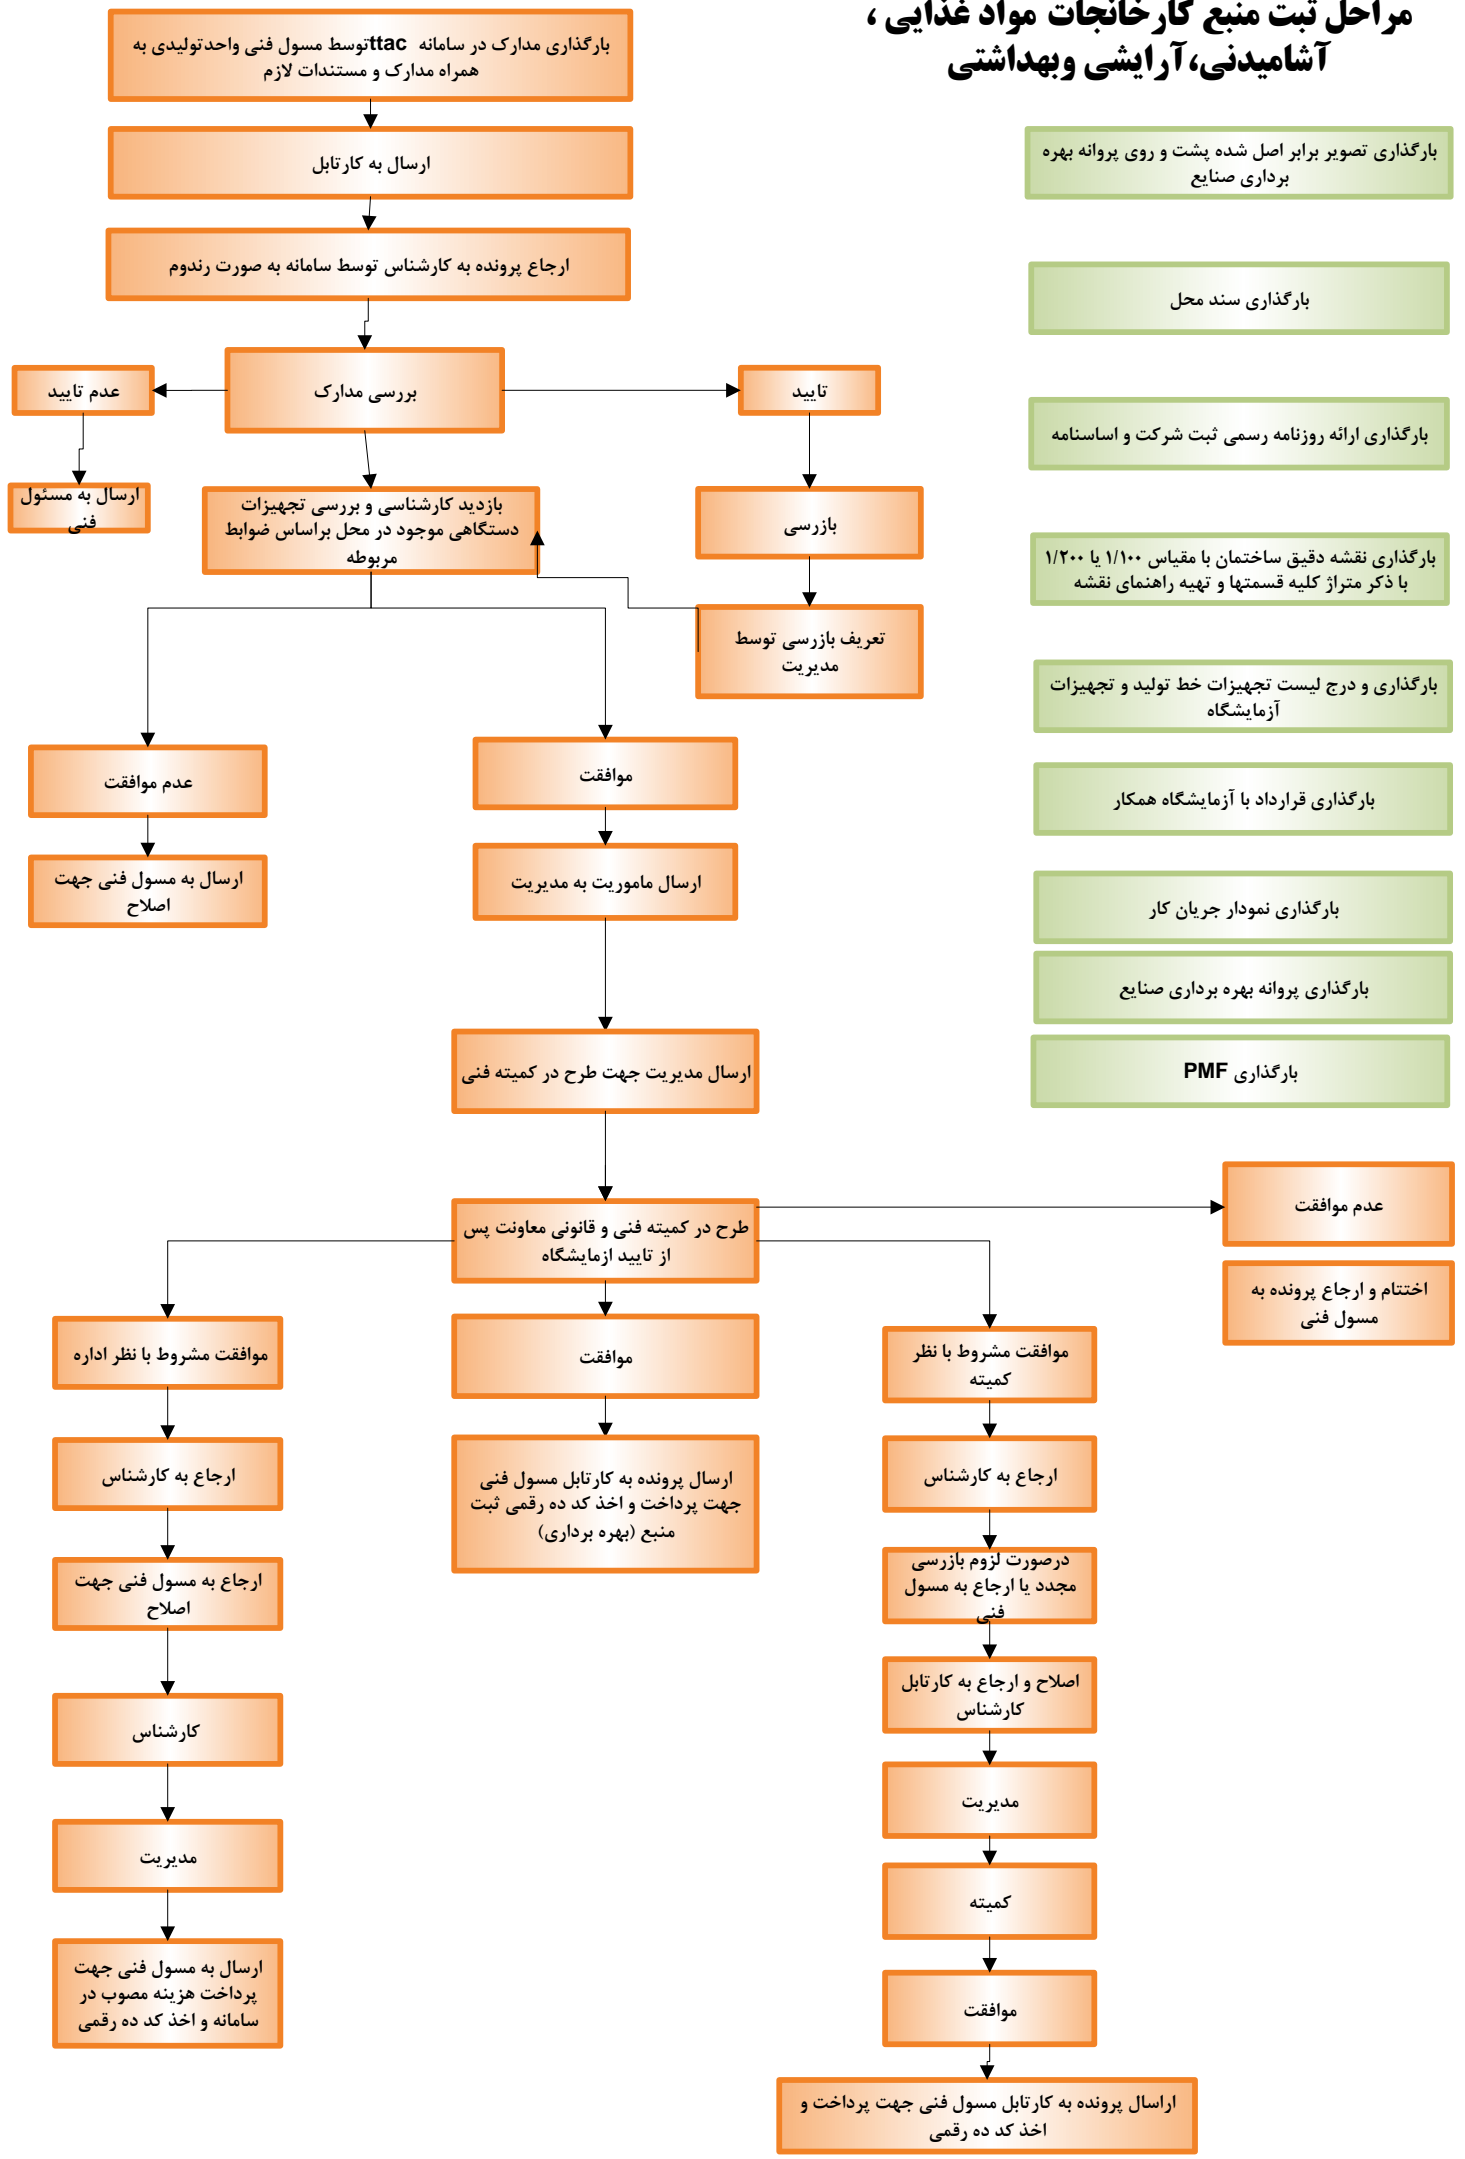 مراحل ثبت منبع کارخانجات مواد غذایی ،
آشامیدنی، آرایشی وبهداشتی
بارگذاری مدارک در سامانه ttacتوسط مسول فنی واحدتولیدی به
همراه مدارک و مستندات لازم
ارسال به کارتابل
ارجاع پرونده به کارشناس توسط سامانه به صورت رندوم
بررسی مدارک
تایید
عدم تایید
ارسال به مسئول
فنی
بازدید کارشناسی و بررسی تجهیزات
دستگاهی موجود در محل براساس ضوابط
مربوطه
بازرسی
تعریف بازرسی توسط
مدیریت
عدم موافقت
ارسال به مسول فنی جهت
اصلاح
موافقت
ارسال ماموریت به مدیریت
ارسال مدیریت جهت طرح در کمیته فنی
طرح در کمیته فنی و قانونی معاونت پس
از تایید ازمایشگاه
عدم موافقت
اختتام و ارجاع پرونده به
مسول فنی
موافقت مشروط با نظر اداره
ارجاع به کارشناس
ارجاع به مسول فنی جهت
اصلاح
کارشناس
مدیریت
ارسال به مسول فنی جهت
پرداخت هزینه مصوب در
سامانه و اخذ کد ده رقمی
موافقت
ارسال پرونده به کارتابل مسول فنی
جهت پرداخت و اخذ کد ده رقمی ثبت
منبع (بهره برداری)
موافقت مشروط با نظر
کمیته
ارجاع به کارشناس
درصورت لزوم بازرسی
مجدد یا ارجاع به مسول
فنی
اصلاح و ارجاع به کارتابل
کارشناس
مدیریت
کمیته
موافقت
اراسال پرونده به کارتابل مسول فنی جهت پرداخت و
اخذ کد ده رقمی
بارگذاری تصویر برابر اصل شده پشت و روی پروانه بهره
برداری صنایع
بارگذاری سند محل
بارگذاری ارائه روزنامه رسمی ثبت شرکت و اساسنامه
بارگذاری نقشه دقیق ساختمان با مقیاس ۱/۱۰۰ یا ۱/۲۰۰
با ذکر متراژ کلیه قسمتها و تهیه راهنمای نقشه
بارگذاری و درج لیست تجهیزات خط تولید و تجهیزات
آزمایشگاه
بارگذاری قرارداد با آزمایشگاه همکار
بارگذاری نمودار جریان کار
بارگذاری پروانه بهره برداری صنایع
بارگذاری PMF